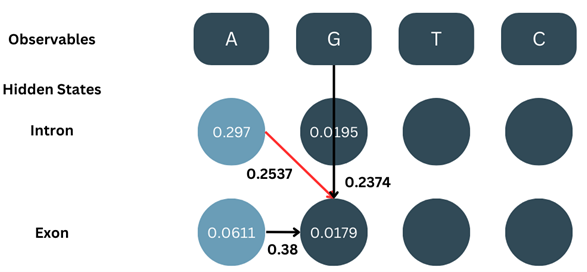 Observables A G T C
Hidden States
Intron 0.297 0.0195
0.2537 0.2374
Exon 0.0611 0.0179
0.38